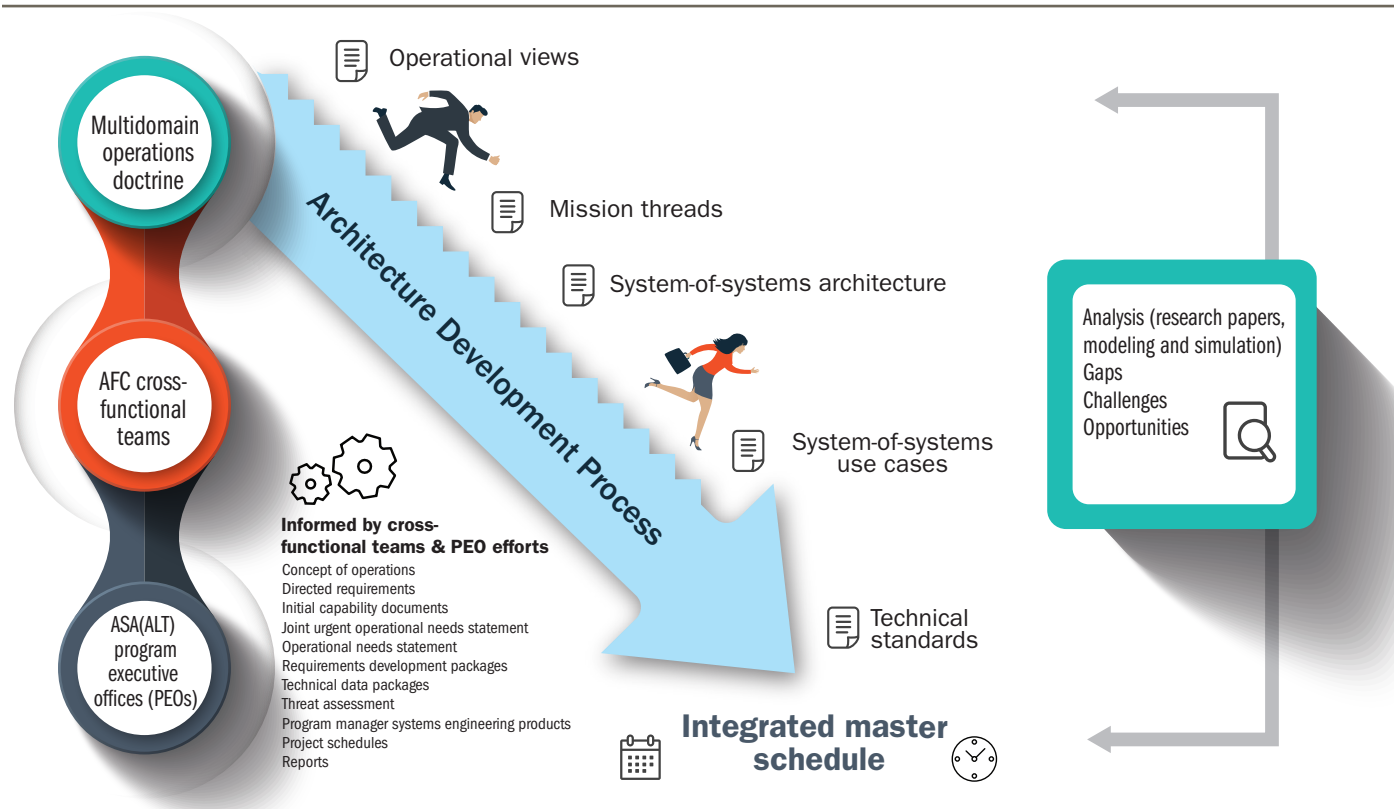 Multidomain
operations
doctrine
AFC cross-
functional
teams
ASA(ALT)
program
executive
offices (PEOs)
Architecture Development Process
Operational views
Mission threads
System-of-systems architecture
System-of-systems
use cases
Technical
standards
Informed by cross-
functional teams & PEO efforts
Concept of operations
Directed requirements
Initial capability documents
Joint urgent operational needs statement
Operational needs statement
Requirements development packages
Technical data packages
Threat assessment
Program manager systems engineering products
Project schedules
Reports
Integrated master
schedule
Analysis (research papers,
modeling and simulation)
Gaps
Challenges
Opportunities